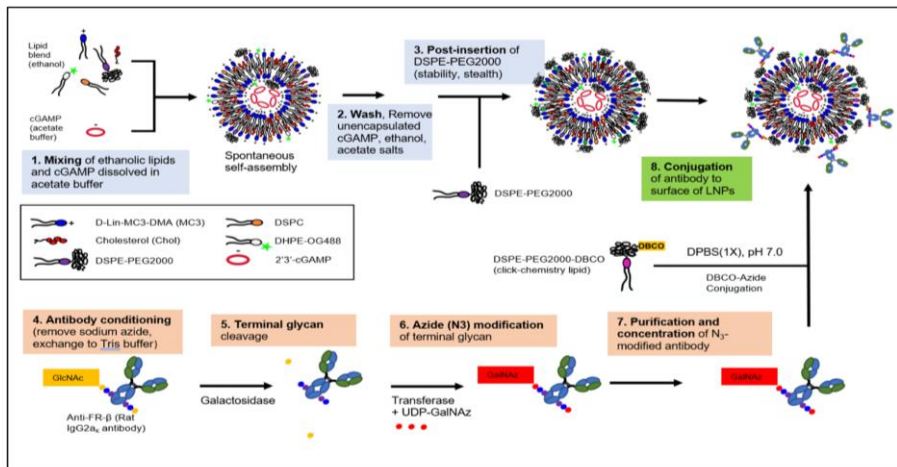 Lipid
blend
(ethanol)
+
cGAMP
(acetate
buffer)
-
1. Mixing of ethanolic lipids
and cGAMP dissolved in
acetate buffer
Spontaneous
self-assembly
2. Wash, Remove
unencapsulated
cGAMP, ethanol,
acetate salts
3. Post-insertion of
DSPE-PEG2000
(stability, stealth)
DSPE-PEG2000
8. Conjugation
of antibody to
surface of LNPs
+
D-Lin-MC3-DMA (MC3)
Cholesterol (Chol)
DSPE-PEG2000
DSPC
DHPE-OG488
-
2'3'-cGAMP
DBCO
DSPE-PEG2000-DBCO
(click-chemistry lipid)
DPBS(1X), pH 7.0
DBCO-Azide
Conjugation
4. Antibody conditioning
(remove sodium azide,
exchange to Tris buffer)
GlcNAc
Anti-FR-β (Rat
IgG2aκ antibody)
5. Terminal glycan
cleavage
Galactosidase
6. Azide (N3) modification
of terminal glycan
Transferase
+ UDP-GalNAz
GalNAz
7. Purification and
concentration of N₃-
modified antibody
GalNAz